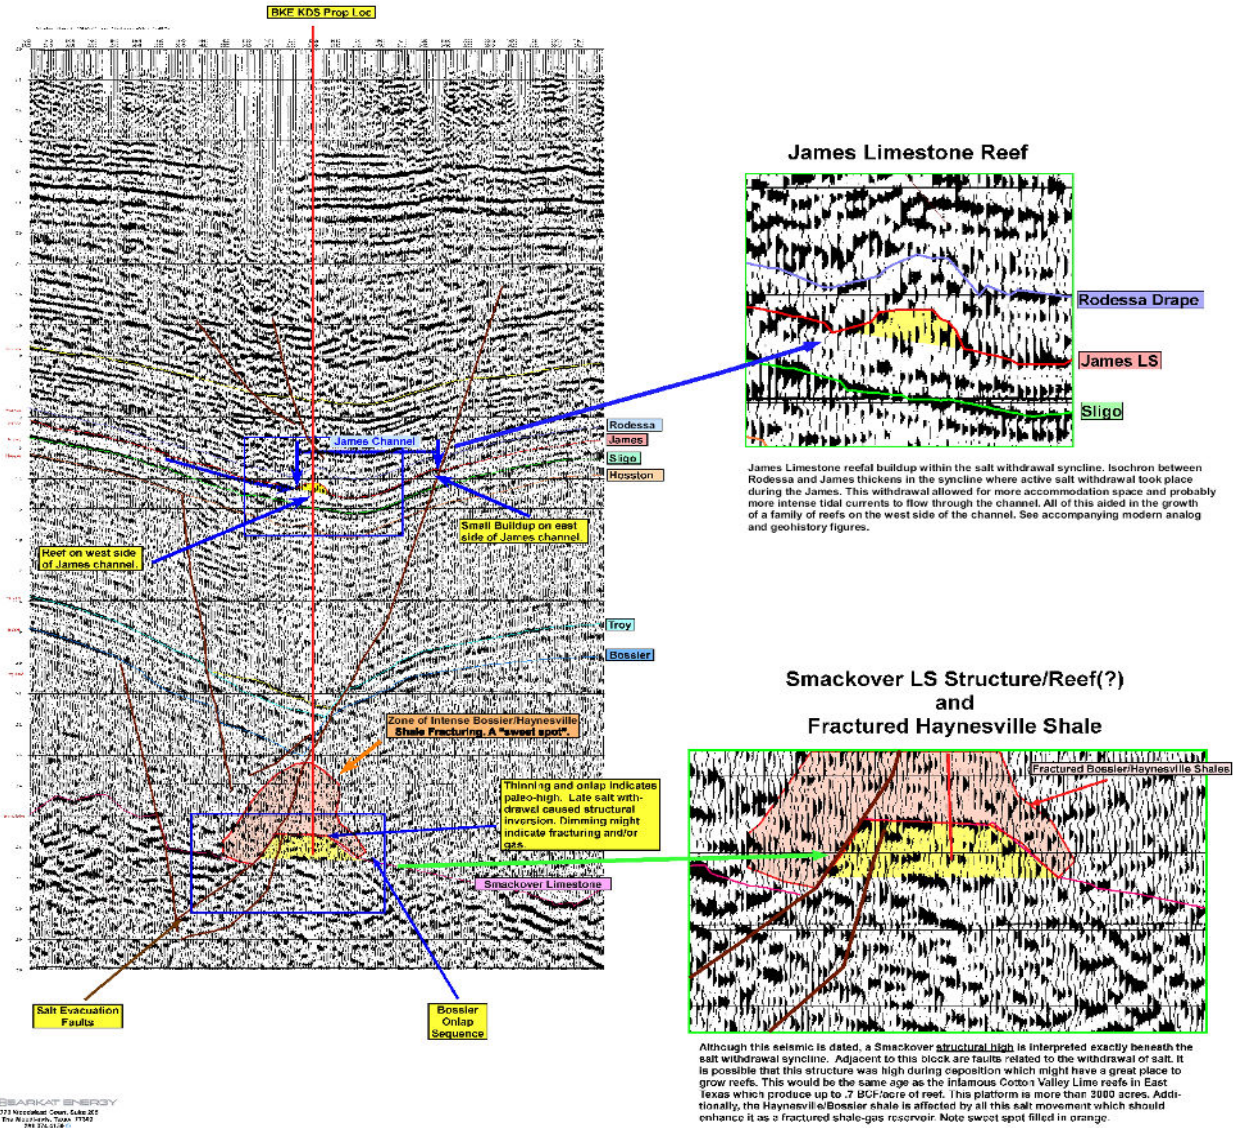 BKE KDS Prop Loc
James Limestone Reef
Rodessa Drape
James LS
Sligo
James Limestone reefal buildup within the salt withdrawal syncline. Isochron between
Rodessa and James thickens in the syncline where active salt withdrawal took place
during the James. This withdrawal allowed for more accommodation space and probably
more intense tidal currents to flow through the channel. All of this aided in the growth
of a family of reefs on the west side of the channel. See accompanying modern analog
and geohistory figures.
Rodessa
James
Sligo
Hosston
James Channel
Small Buildup on east
side of James channel.
Reef on west side
of James channel.
Troy
Bossier
Zone of Intense Bossier/Haynesville
Shale Fracturing. A "sweet spot".
Thinning and onlap indicates
paleo-high. Late salt with-
drawal caused structural
inversion. Dimming might
indicate fracturing and/or
gas.
Smackover Limestone
Salt Evacuation
Faults
Bossier
Onlap
Sequence
Smackover LS Structure/Reef(?)
and
Fractured Haynesville Shale
Fractured Bossier/Haynesville Shales
Although this seismic is dated, a Smackover structural high is interpreted exactly beneath the
salt withdrawal syncline. Adjacent to this block are faults related to the withdrawal of salt. It
is possible that this structure was high during deposition which might have a great place to
grow reefs. This would be the same age as the infamous Cotton Valley Lime reefs in East
Texas which produce up to .7 BCF/acre of reef. This platform is more than 3000 acres. Addi-
tionally, the Haynesville/Bossier shale is affected by all this salt movement which should
enhance it as a fractured shale-gas reservoir. Note sweet spot filled in orange.
BEARKAT ENERGY
The Woodlands, Texas